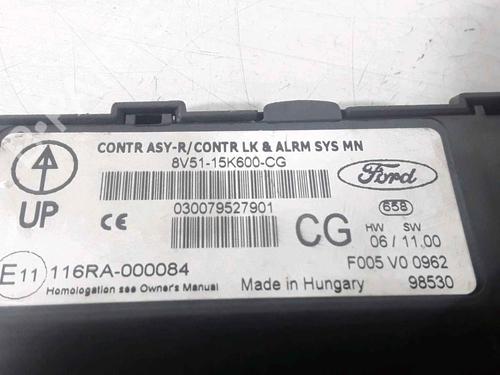 CONTR ASY-R/CONTR LK & ALRM SYS MN
8V51-15K600-CG
Ford
UP
CE
030079527901
CG
658
HW SW
06 / 11.00
E11 116RA-000084
F005 V0 0962
Homologation see Owner's Manual
Made in Hungary
98530